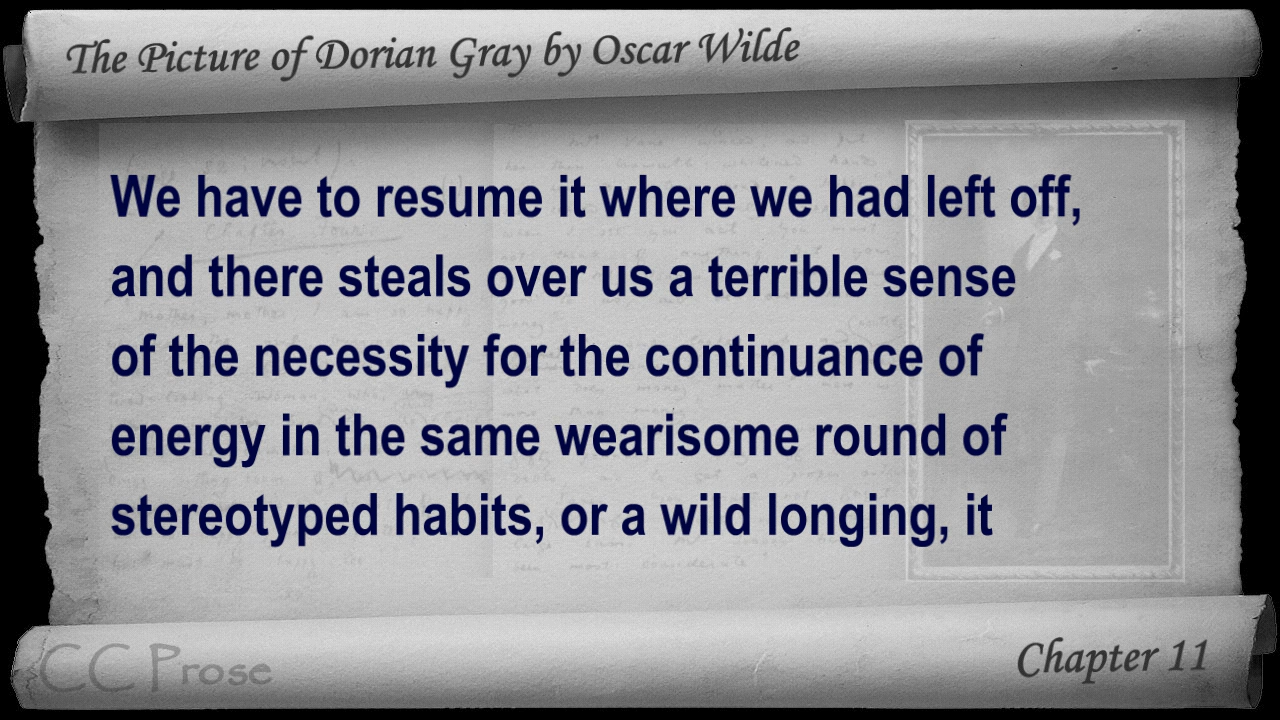 The Picture of Dorian Gray by Oscar Wilde
We have to resume it where we had left off,
and there steals over us a terrible sense
of the necessity for the continuance of
energy in the same wearisome round of
stereotyped habits, or a wild longing, it
CC Prose
Chapter 11